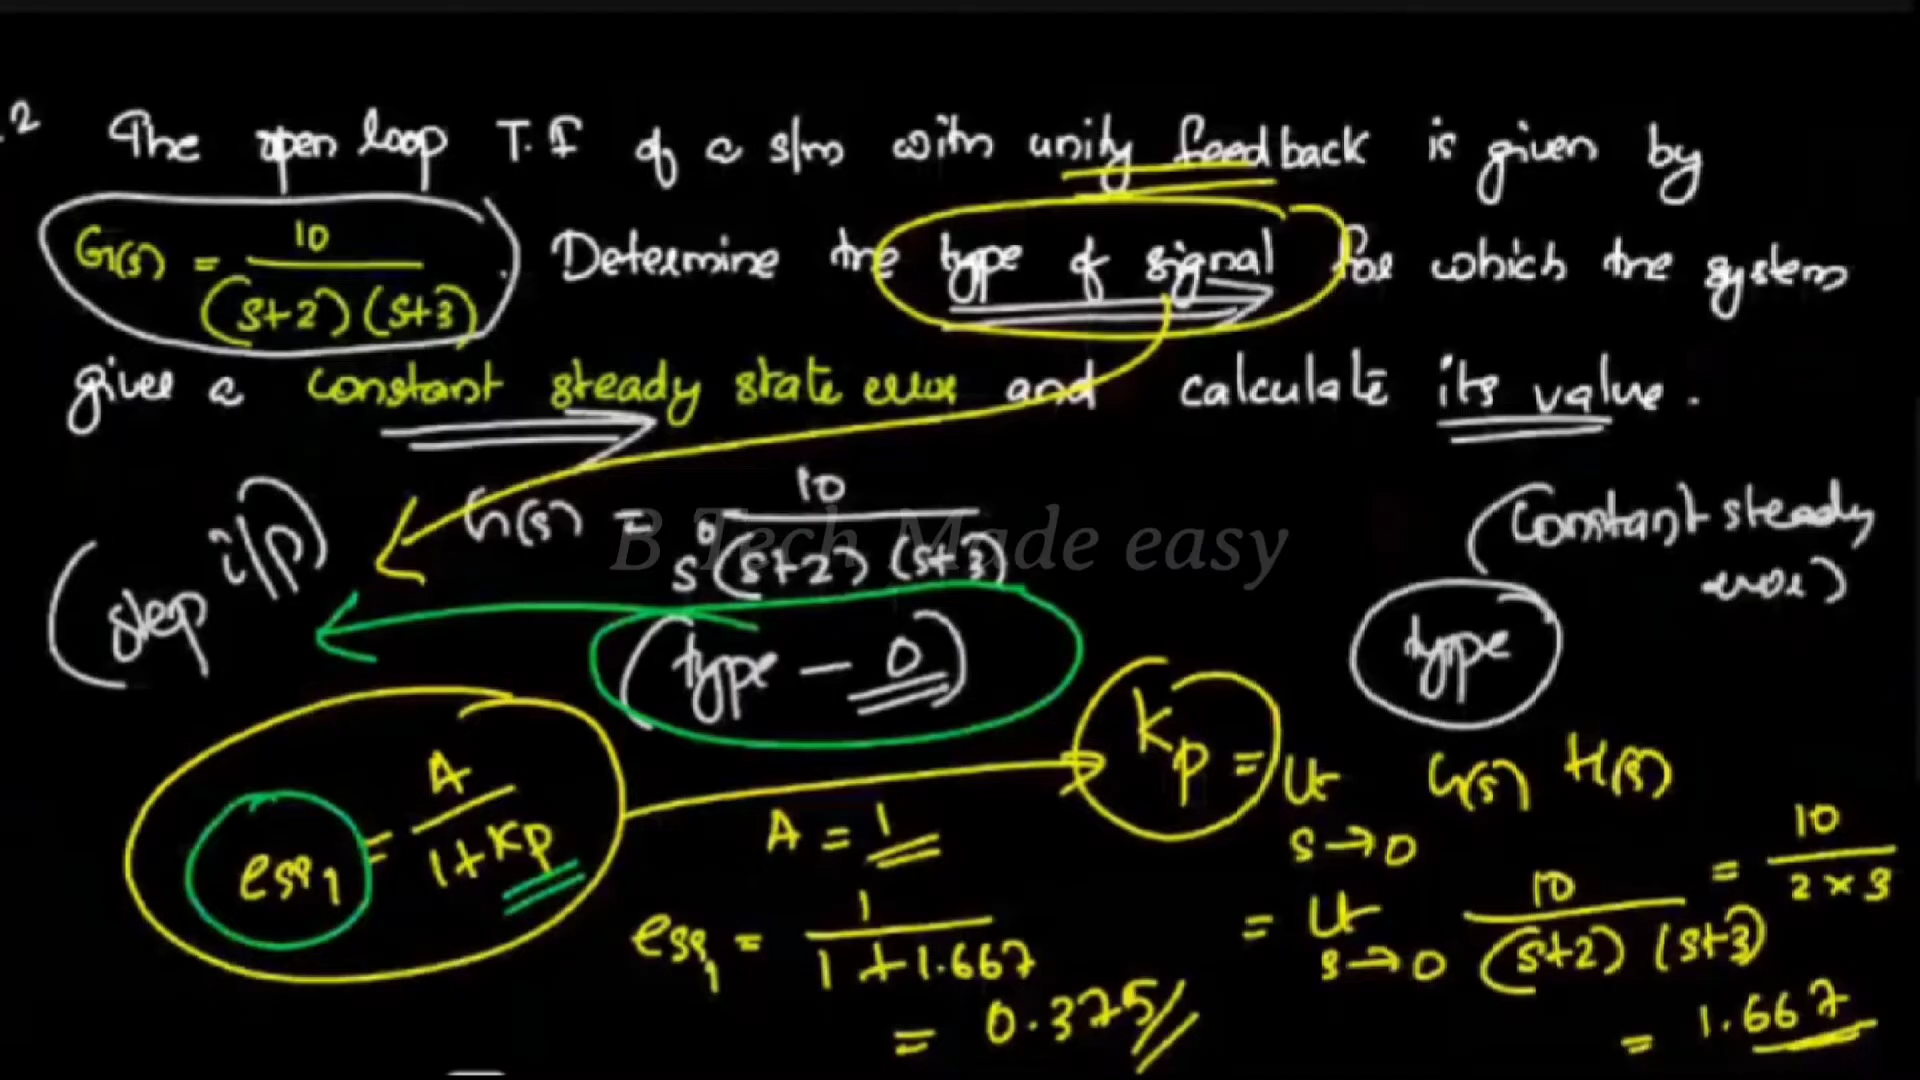 .2 The open loop T.F of a s/m with unity feedback is given by
G(s) = 10 / (s+2)(s+3) . Determine the type of signal for which the system
gives a constant steady state error and calculate its value.
(step i/p)
G(s) = 10 / s⁰(s+2)(s+3)
(Constant steady
error)
(type - 0)
type
ess₁ = A / 1+Kp
A = 1
Kp = Lt s→0 G(s) H(s)
= Lt s→0 10 / (s+2)(s+3) = 10 / 2×3
= 1.667
ess₁ = 1 / 1+1.667
= 0.375//
B Tech Made easy